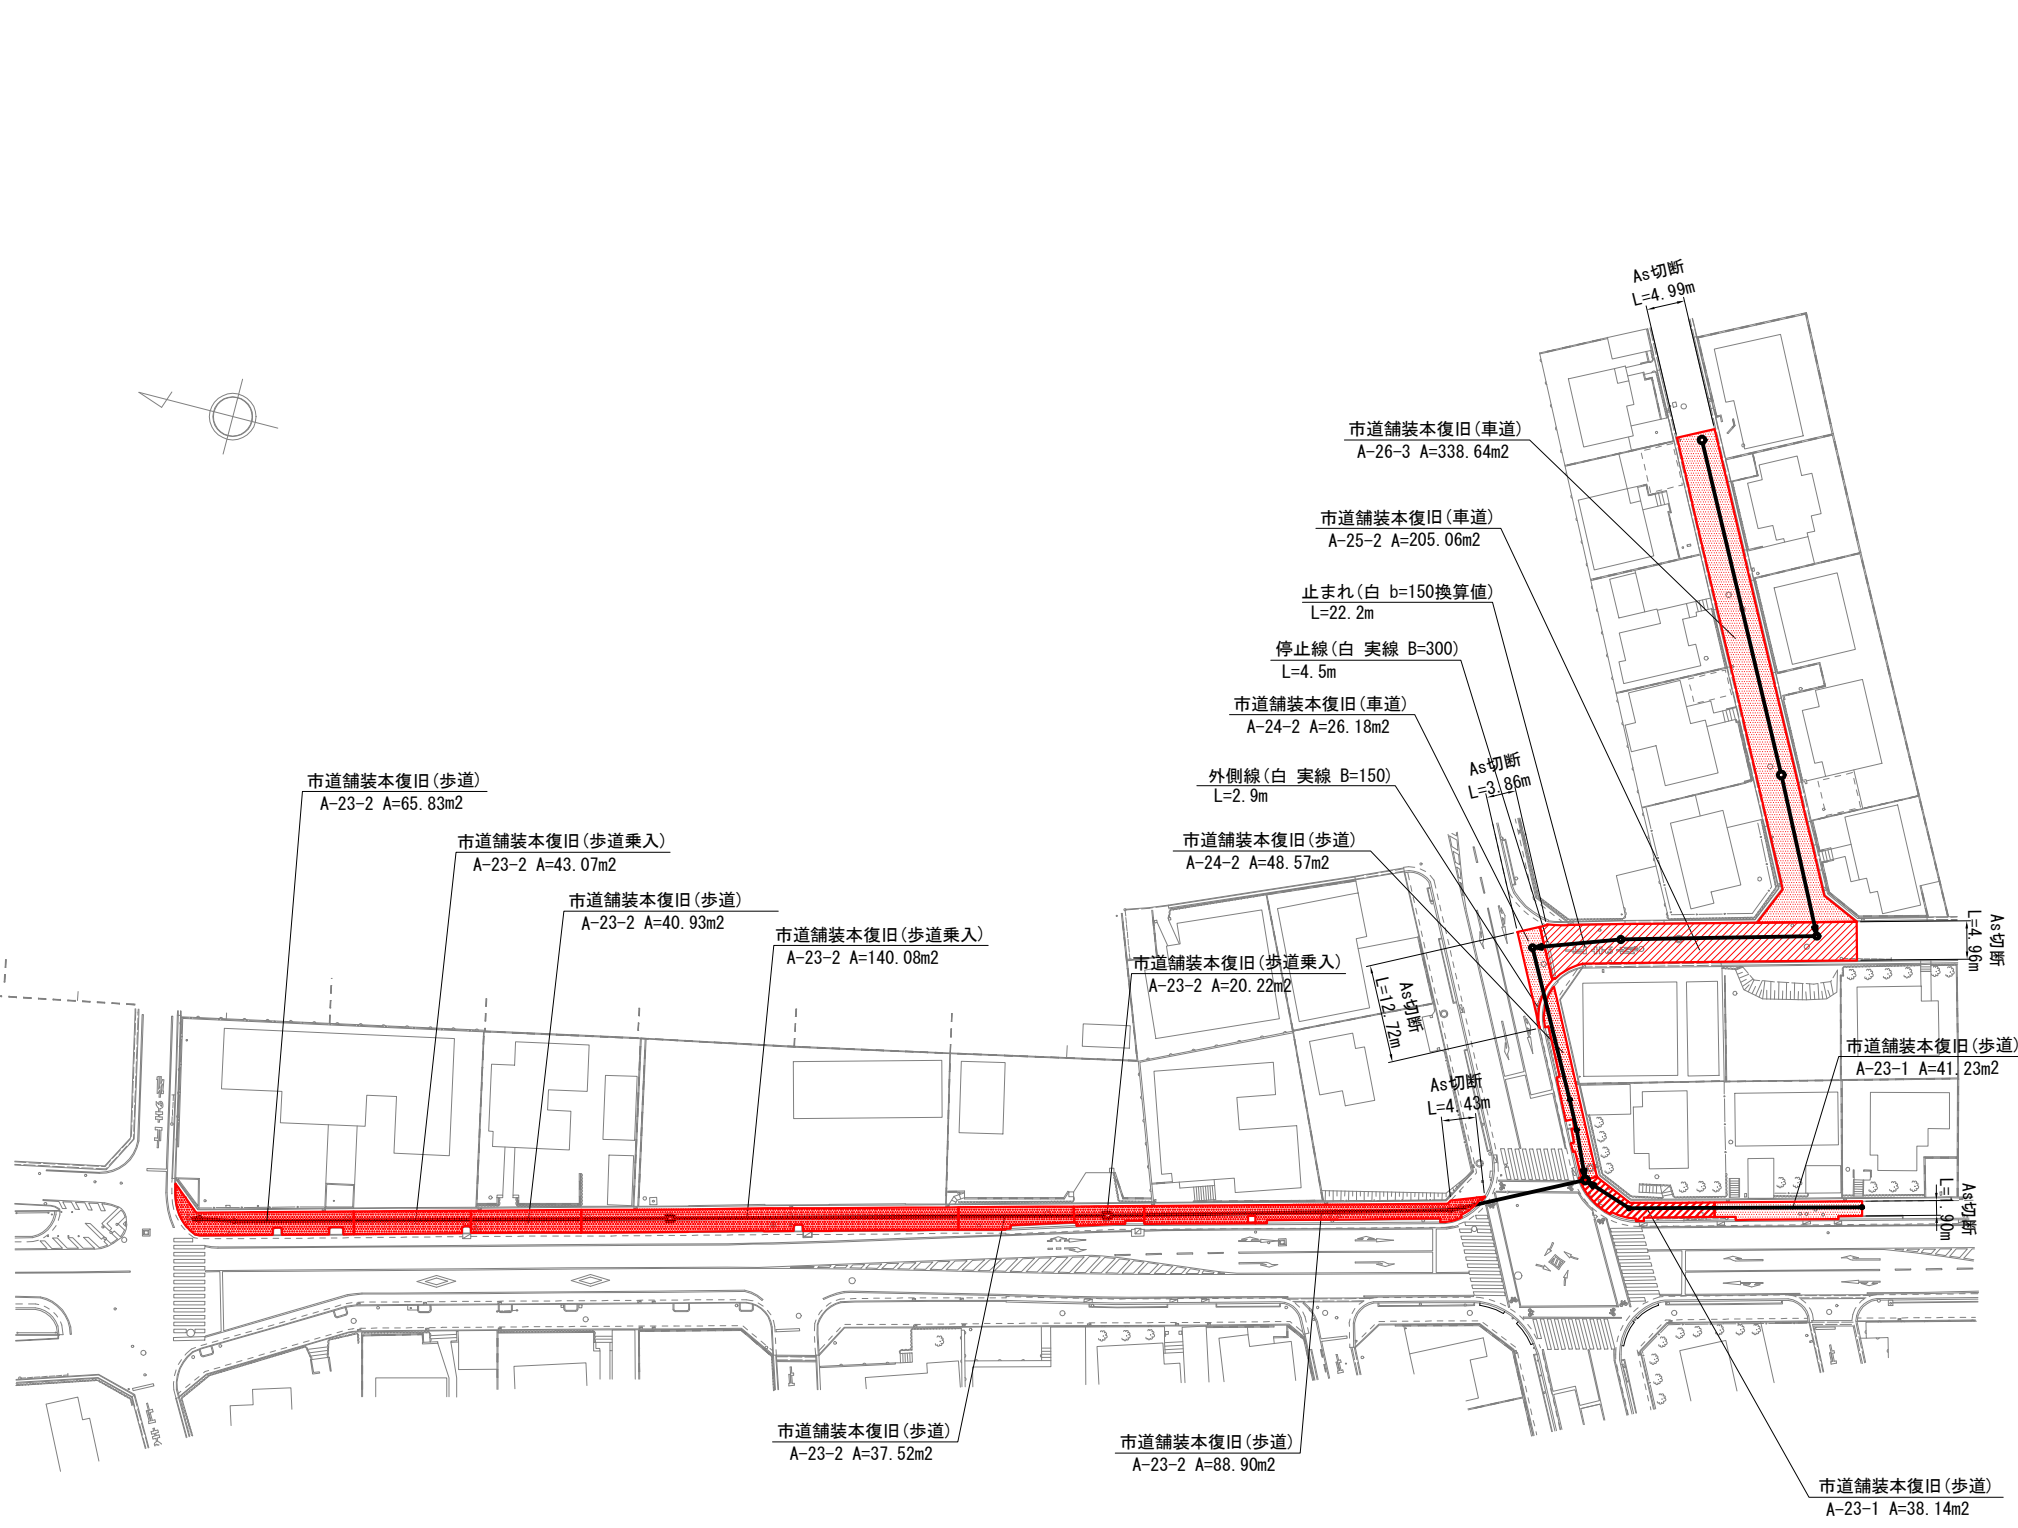 As切断
L=4.99m
市道舗装本復旧(車道)
A-26-3 A=338.64m2
市道舗装本復旧(車道)
A-25-2 A=205.06m2
止まれ(白 b=150換算値)
L=22.2m
停止線(白 実線 B=300)
L=4.5m
市道舗装本復旧(車道)
A-24-2 A=26.18m2
As切断
L=3.86m
外側線(白 実線 B=150)
L=2.9m
市道舗装本復旧(歩道)
A-24-2 A=48.57m2
市道舗装本復旧(歩道)
A-23-2 A=65.83m2
市道舗装本復旧(歩道乗入)
A-23-2 A=43.07m2
市道舗装本復旧(歩道)
A-23-2 A=40.93m2
市道舗装本復旧(歩道乗入)
A-23-2 A=140.08m2
市道舗装本復旧(歩道乗入)
A-23-2 A=20.22m2
As切断
L=4.96m
As切断
L=12.72m
As切断
L=4.43m
市道舗装本復旧(歩道)
A-23-1 A=41.23m2
As切断
L=1.90m
市道舗装本復旧(歩道)
A-23-2 A=37.52m2
市道舗装本復旧(歩道)
A-23-2 A=88.90m2
市道舗装本復旧(歩道)
A-23-1 A=38.14m2